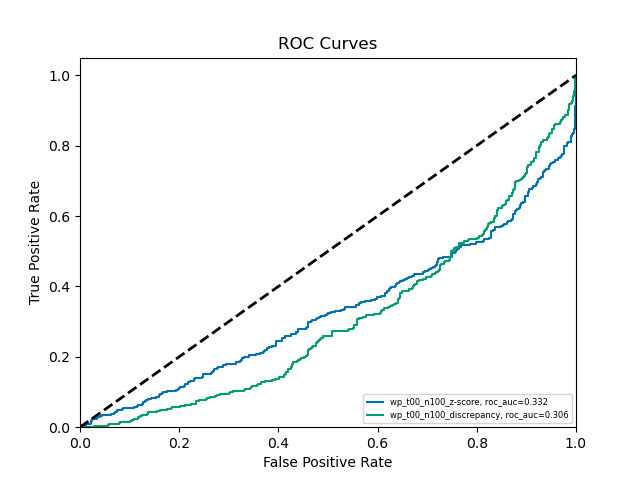 ROC Curves
True Positive Rate
1.0
0.8
0.6
0.4
0.2
0.0
0.0 0.2 0.4 0.6 0.8 1.0
False Positive Rate
wp_t00_n100_z-score, roc_auc=0.332
wp_t00_n100_discrepancy, roc_auc=0.306